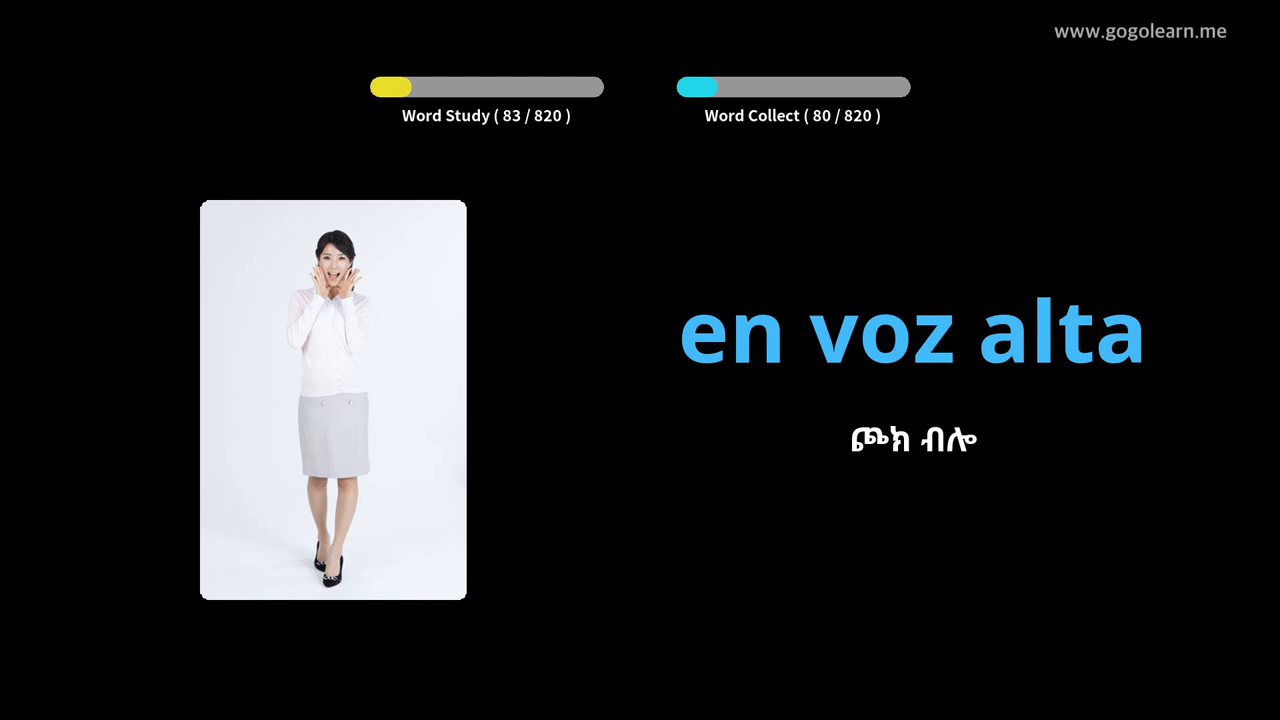 www.gogolearn.me
Word Study ( 83 / 820 )
Word Collect ( 80 / 820 )
en voz alta
ጮክ ብሎ